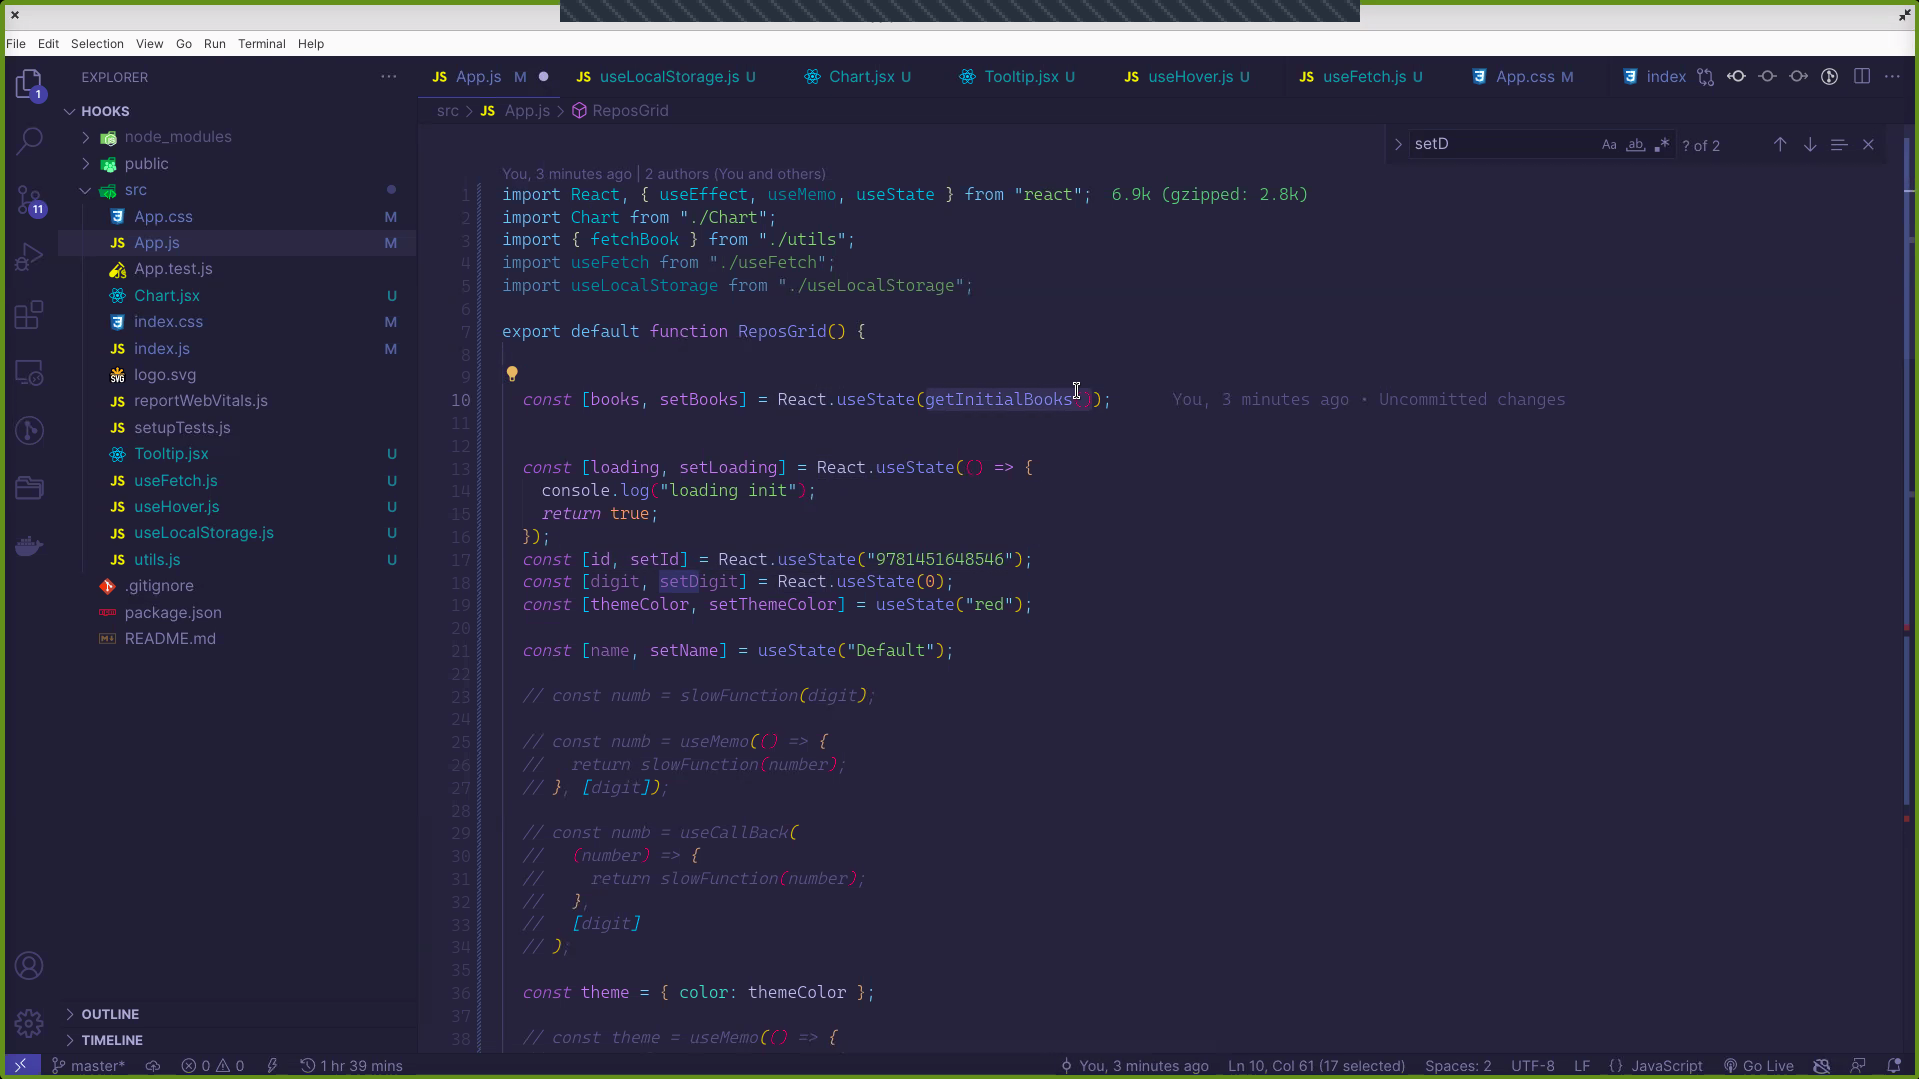 File Edit Selection View Go Run Terminal Help
EXPLORER
HOOKS
node_modules
public
src
App.css M
App.js M
App.test.js
Chart.jsx U
index.css M
index.js M
logo.svg
reportWebVitals.js
setupTests.js
Tooltip.jsx U
useFetch.js U
useHover.js U
useLocalStorage.js U
utils.js U
.gitignore
package.json
README.md
OUTLINE
TIMELINE
1
11
JS App.js M JS useLocalStorage.js U Chart.jsx U Tooltip.jsx U JS useHover.js U JS useFetch.js U App.css M index
src > JS App.js > ReposGrid
setD Aa ab ? of 2
You, 3 minutes ago | 2 authors (You and others)
1 import React, { useEffect, useMemo, useState } from "react"; 6.9k (gzipped: 2.8k)
2 import Chart from "./Chart";
3 import { fetchBook } from "./utils";
4 import useFetch from "./useFetch";
5 import useLocalStorage from "./useLocalStorage";
6
7 export default function ReposGrid() {
8
9
10 const [books, setBooks] = React.useState(getInitialBooks()); You, 3 minutes ago • Uncommitted changes
11
12
13 const [loading, setLoading] = React.useState(() => {
14 console.log("loading init");
15 return true;
16 });
17 const [id, setId] = React.useState("9781451648546");
18 const [digit, setDigit] = React.useState(0);
19 const [themeColor, setThemeColor] = useState("red");
20
21 const [name, setName] = useState("Default");
22
23 // const numb = slowFunction(digit);
24
25 // const numb = useMemo(() => {
26 // return slowFunction(number);
27 // }, [digit]);
28
29 // const numb = useCallBack(
30 // (number) => {
31 // return slowFunction(number);
32 // },
33 // [digit]
34 // );
35
36 const theme = { color: themeColor };
37
38 // const theme = useMemo(() => {
master* 0 0 1 hr 39 mins You, 3 minutes ago Ln 10, Col 61 (17 selected) Spaces: 2 UTF-8 LF {} JavaScript Go Live